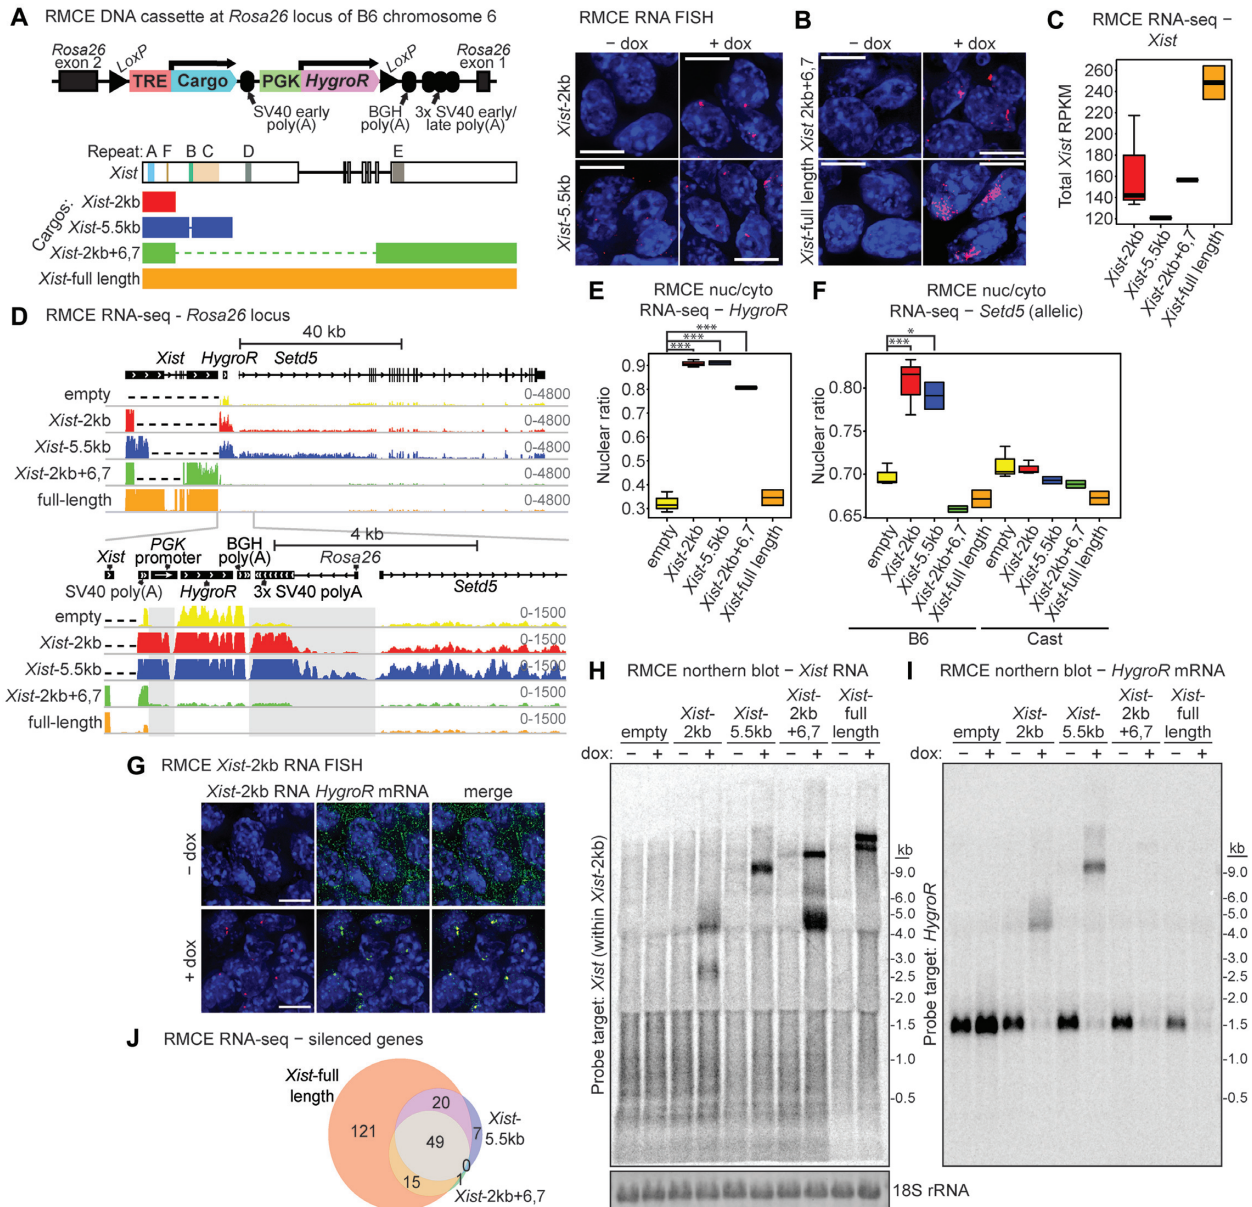 A RMCE DNA cassette at Rosa26 locus of B6 chromosome 6
Rosa26
exon 2
LoxP
TRE
Cargo
PGK
HygroR
LoxP
Rosa26
exon 1
SV40 early
poly(A)
BGH
poly(A)
3x SV40 early/
late poly(A)
Repeat: A F B C D E
Xist
Cargos:
Xist-2kb
Xist-5.5kb
Xist-2kb+6,7
Xist-full length
RMCE RNA FISH
− dox
+ dox
Xist-2kb
Xist-5.5kb
B
− dox
+ dox
Xist 2kb+6,7
Xist-full length
C RMCE RNA-seq −
Xist
Total Xist RPKM
260
240
220
200
180
160
140
120
Xist-2kb
Xist-5.5kb
Xist-2kb+6,7
Xist-full length
D RMCE RNA-seq - Rosa26 locus
40 kb
Xist HygroR Setd5
empty 0-4800
Xist-2kb 0-4800
Xist-5.5kb 0-4800
Xist-2kb+6,7 0-4800
full-length 0-4800
4 kb
Xist
PGK
promoter
BGH
poly(A)
Rosa26
SV40 poly(A)
HygroR
3x SV40 polyA
Setd5
empty 0-1500
Xist-2kb 0-1500
Xist-5.5kb 0-1500
Xist-2kb+6,7 0-1500
full-length 0-1500
E RMCE nuc/cyto
RNA-seq − HygroR
***
***
***
Nuclear ratio
0.9
0.8
0.7
0.6
0.5
0.4
0.3
empty
Xist-2kb
Xist-5.5kb
Xist-2kb+6,7
Xist-full length
F RMCE nuc/cyto
RNA-seq − Setd5 (allelic)
*
***
Nuclear ratio
0.80
0.75
0.70
0.65
empty
Xist-2kb
Xist-5.5kb
Xist-2kb+6,7
Xist-full length
empty
Xist-2kb
Xist-5.5kb
Xist-2kb+6,7
Xist-full length
B6
Cast
G RMCE Xist-2kb RNA FISH
Xist-2kb RNA HygroR mRNA merge
− dox
+ dox
H RMCE northern blot − Xist RNA
empty
Xist-
2kb
Xist-
5.5kb
Xist-
2kb
+6,7
Xist-
full
length
dox: − + − + − + − + − +
Probe target: Xist (within Xist-2kb)
kb
-9.0
-5.0
-4.0
-3.0
-2.5
-2.0
-1.5
-1.0
-0.5
18S rRNA
I RMCE northern blot − HygroR mRNA
empty
Xist-
2kb
Xist-
5.5kb
Xist-
2kb
+6,7
Xist-
full
length
dox: − + − + − + − + − +
Probe target: HygroR
kb
-9.0
-5.0
-4.0
-3.0
-2.5
-2.0
-1.5
-1.0
-0.5
J RMCE RNA-seq − silenced genes
Xist-full
length
20
Xist-
5.5kb
121
49
7
0
15
1
Xist-2kb+6,7